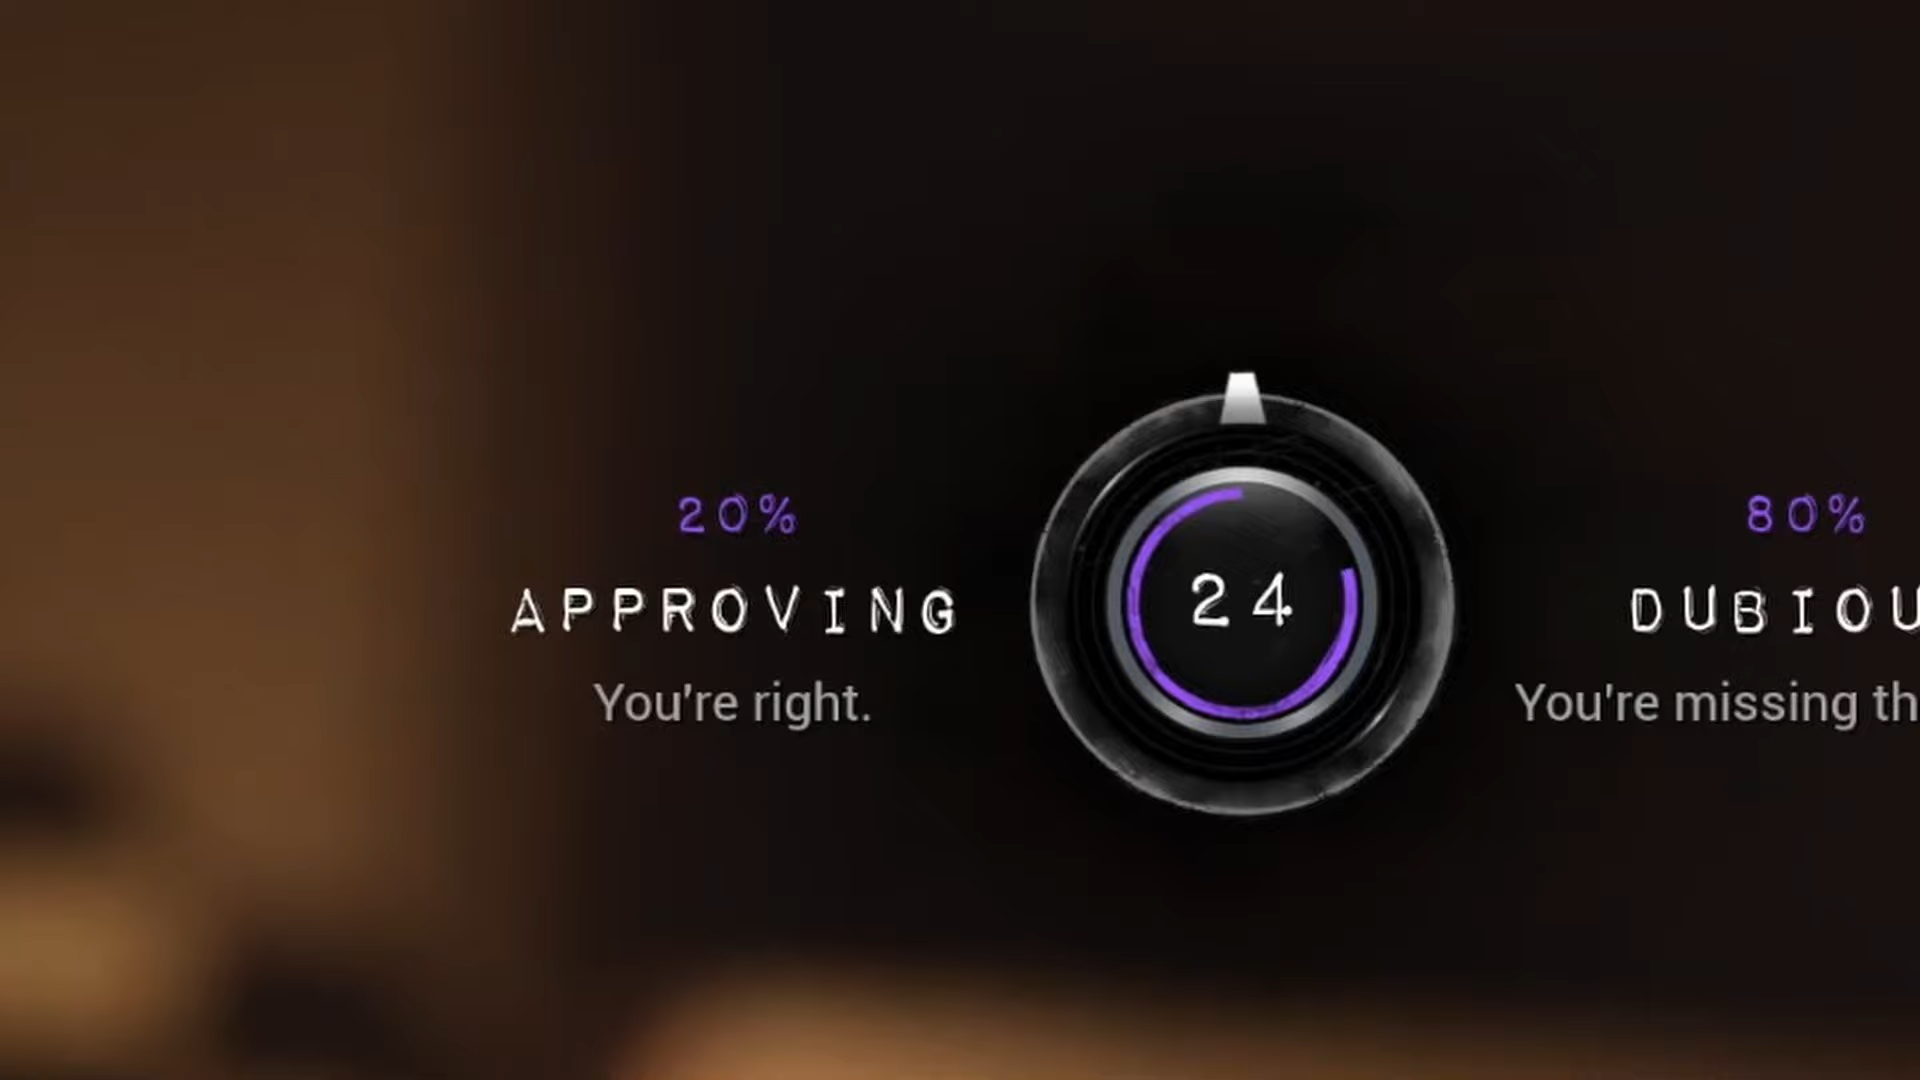 20%
APPROVING
You're right.
24
80%
DUBIOU
You're missing th